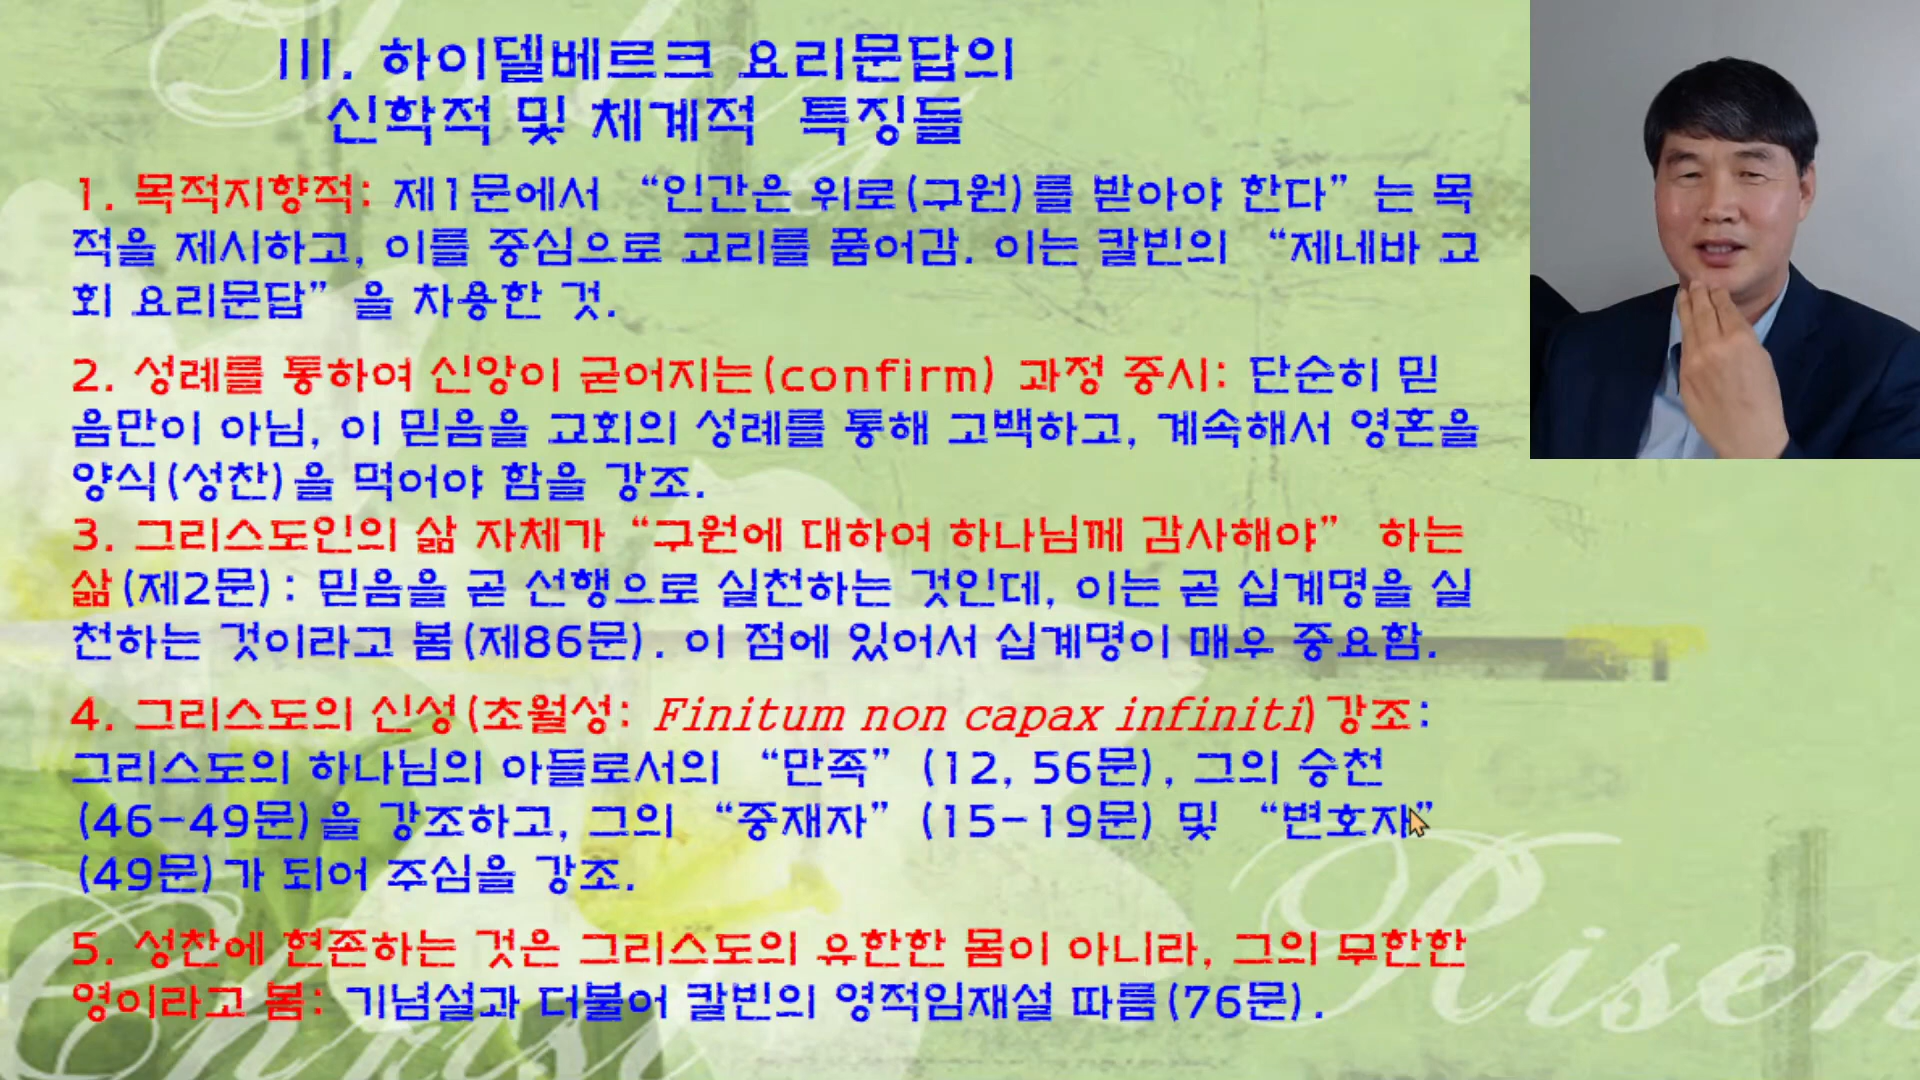 III. 하이델베르크 요리문답의
신학적 및 체계적 특징들
1. 목적지향적: 제1문에서 “인간은 위로(구원)를 받아야 한다”는 목
적을 제시하고, 이를 중심으로 교리를 품어감. 이는 칼빈의 “제네바 교
회 요리문답”을 차용한 것.
2. 성례를 통하여 신앙이 굳어지는(confirm) 과정 중시: 단순히 믿
음만이 아님, 이 믿음을 교회의 성례를 통해 고백하고, 계속해서 영혼을
양식(성찬)을 먹어야 함을 강조.
3. 그리스도인의 삶 자체가 “구원에 대하여 하나님께 감사해야” 하는
삶(제2문): 믿음을 곧 선행으로 실천하는 것인데, 이는 곧 십계명을 실
천하는 것이라고 봄(제86문). 이 점에 있어서 십계명이 매우 중요함.
4. 그리스도의 신성(초월성: Finitum non capax infiniti)강조:
그리스도의 하나님의 아들로서의 “만족”(12, 56문), 그의 승천
(46-49문)을 강조하고, 그의 “중재자”(15-19문) 및 “변호자”
(49문)가 되어 주심을 강조.
5. 성찬에 현존하는 것은 그리스도의 유한한 몸이 아니라, 그의 무한한
영이라고 봄: 기념설과 더불어 칼빈의 영적임재설 따름(76문).
Christ
Risen